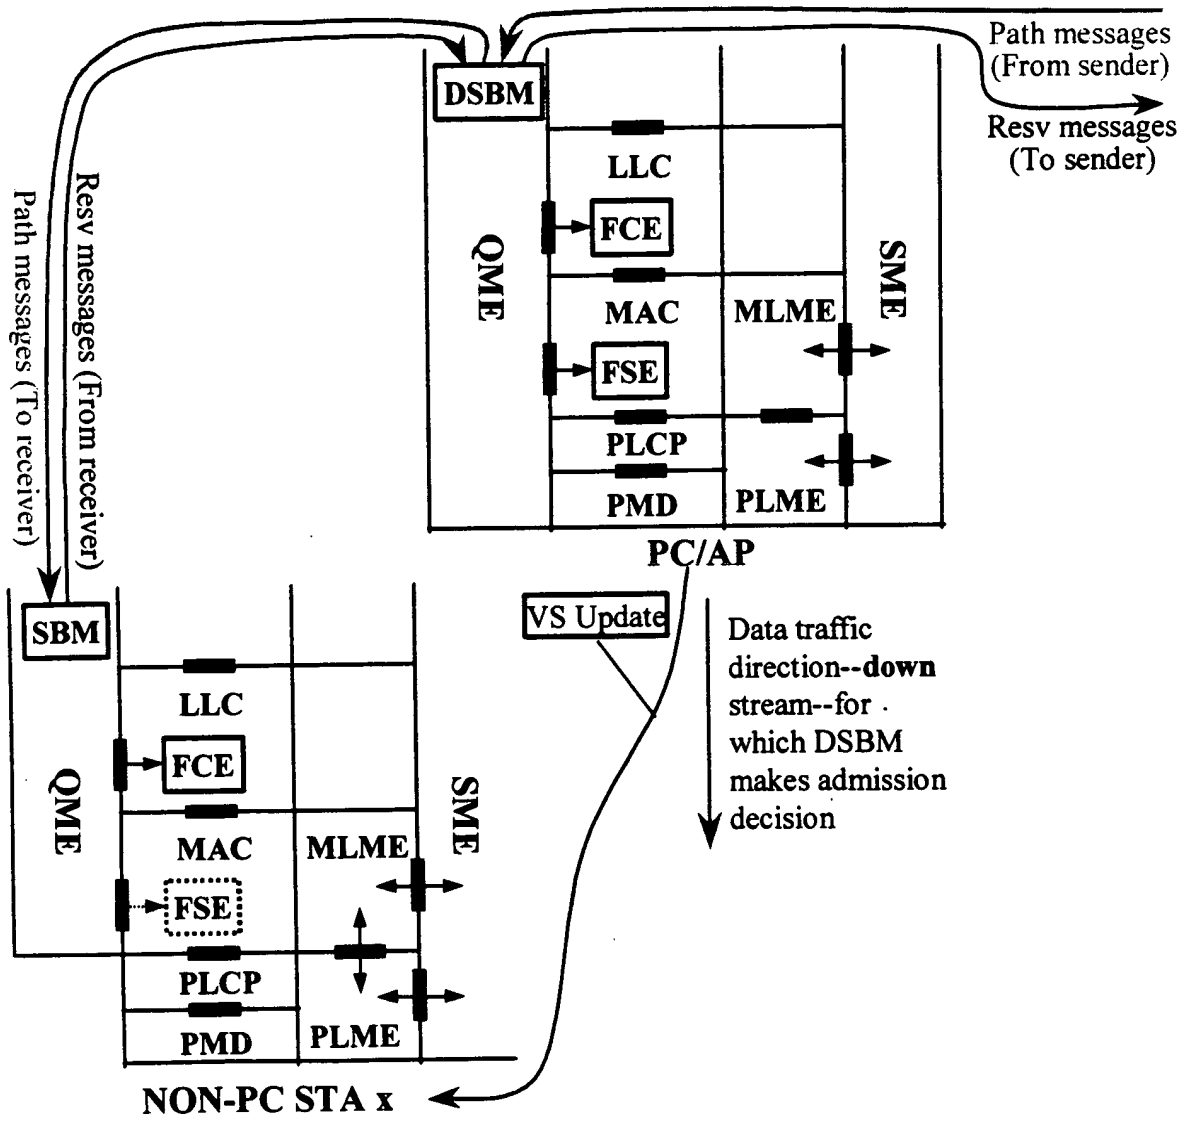 Path messages
(From sender)
Resv messages
(To sender)
DSBM
LLC
FCE
QME
SME
MAC
MLME
FSE
PLCP
PMD
PLME
PC/AP
Path messages (To receiver)
Resv messages (From receiver)
VS Update
Data traffic
direction--down
stream--for
which DSBM
makes admission
decision
SBM
LLC
FCE
QME
SME
MAC
MLME
FSE
PLCP
PMD
PLME
NON-PC STA x